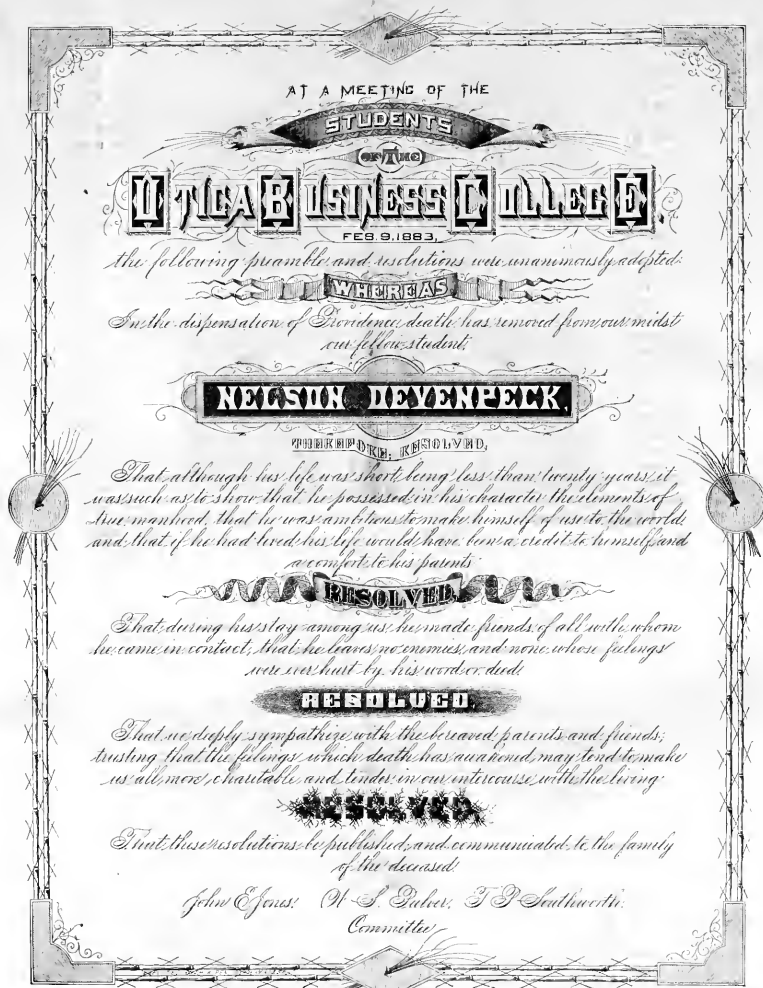 AT A MEETING OF THE
STUDENTS
OF THE
UTICA BUSINESS COLLEGE,
FEB. 9. 1883,
the following preamble and resolutions were unanimously adopted:
WHEREAS
In the dispensation of Providence, death has removed from our midst
our fellow-student,
NELSON DEVENPECK,
THEREFORE, RESOLVED,
That although his life was short, being less than twenty years, it
was such as to show that he possessed in his character the elements of
true manhood, that he was ambitious to make himself of use to the world,
and that if he had lived his life would have been a credit to himself and
a comfort to his parents
RESOLVED,
That during his stay among us, he made friends of all with whom
he came in contact, that he leaves no enemies, and none whose feelings
were ever hurt by his word or deed.
RESOLVED,
That we deeply sympathize with the bereaved parents and friends;
trusting that the feelings which death has awakened, may tend to make
us all more charitable and tender in our intercourse with the living
RESOLVED,
That these resolutions be published, and communicated to the family
of the deceased.
John E Jones. S. T P Southworth.
Committee